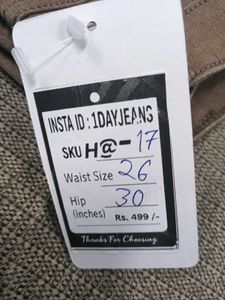 INSTA ID : 1DAYJEANS
SKU H@-17
Waist Size 26
Hip 30
(inches) Rs. 499 /-
Thanks For Choosing